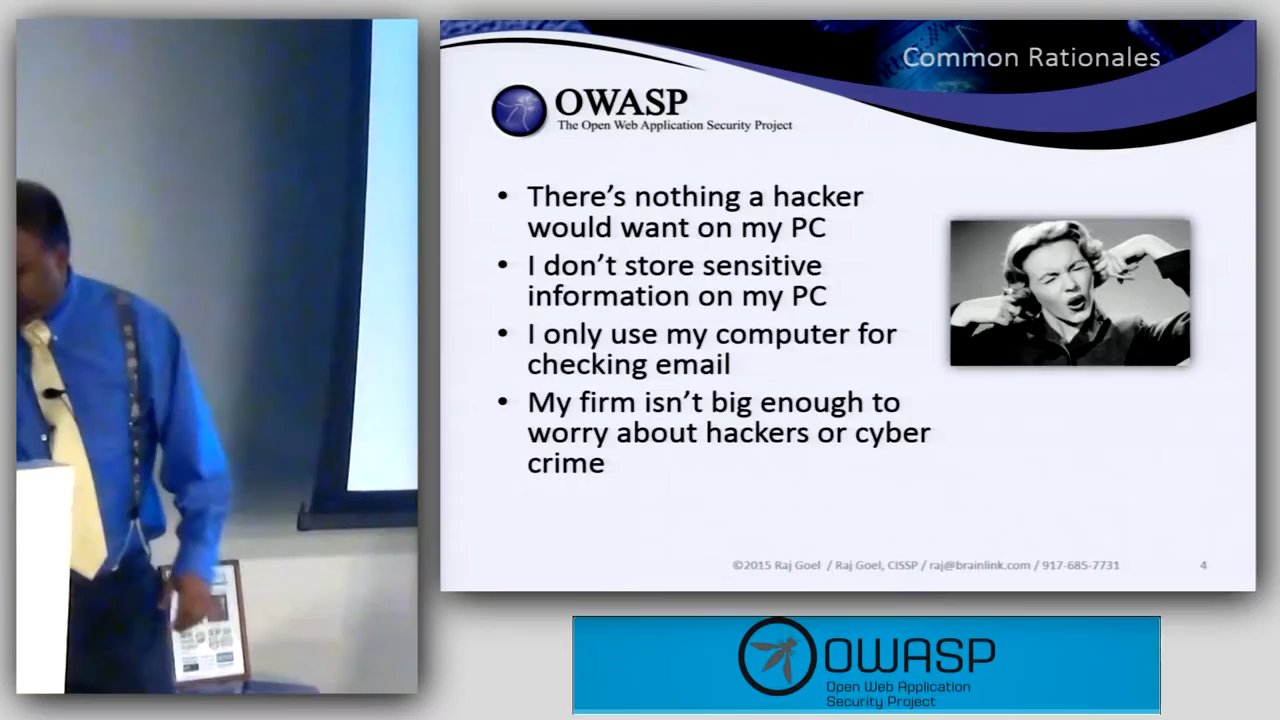 Common Rationales
OWASP
The Open Web Application Security Project
• There's nothing a hacker
would want on my PC
• I don't store sensitive
information on my PC
• I only use my computer for
checking email
• My firm isn't big enough to
worry about hackers or cyber
crime
©2015 Raj Goel / Raj Goel, CISSP / raj@brainlink.com / 917-685-7731
4
OWASP
Open Web Application
Security Project